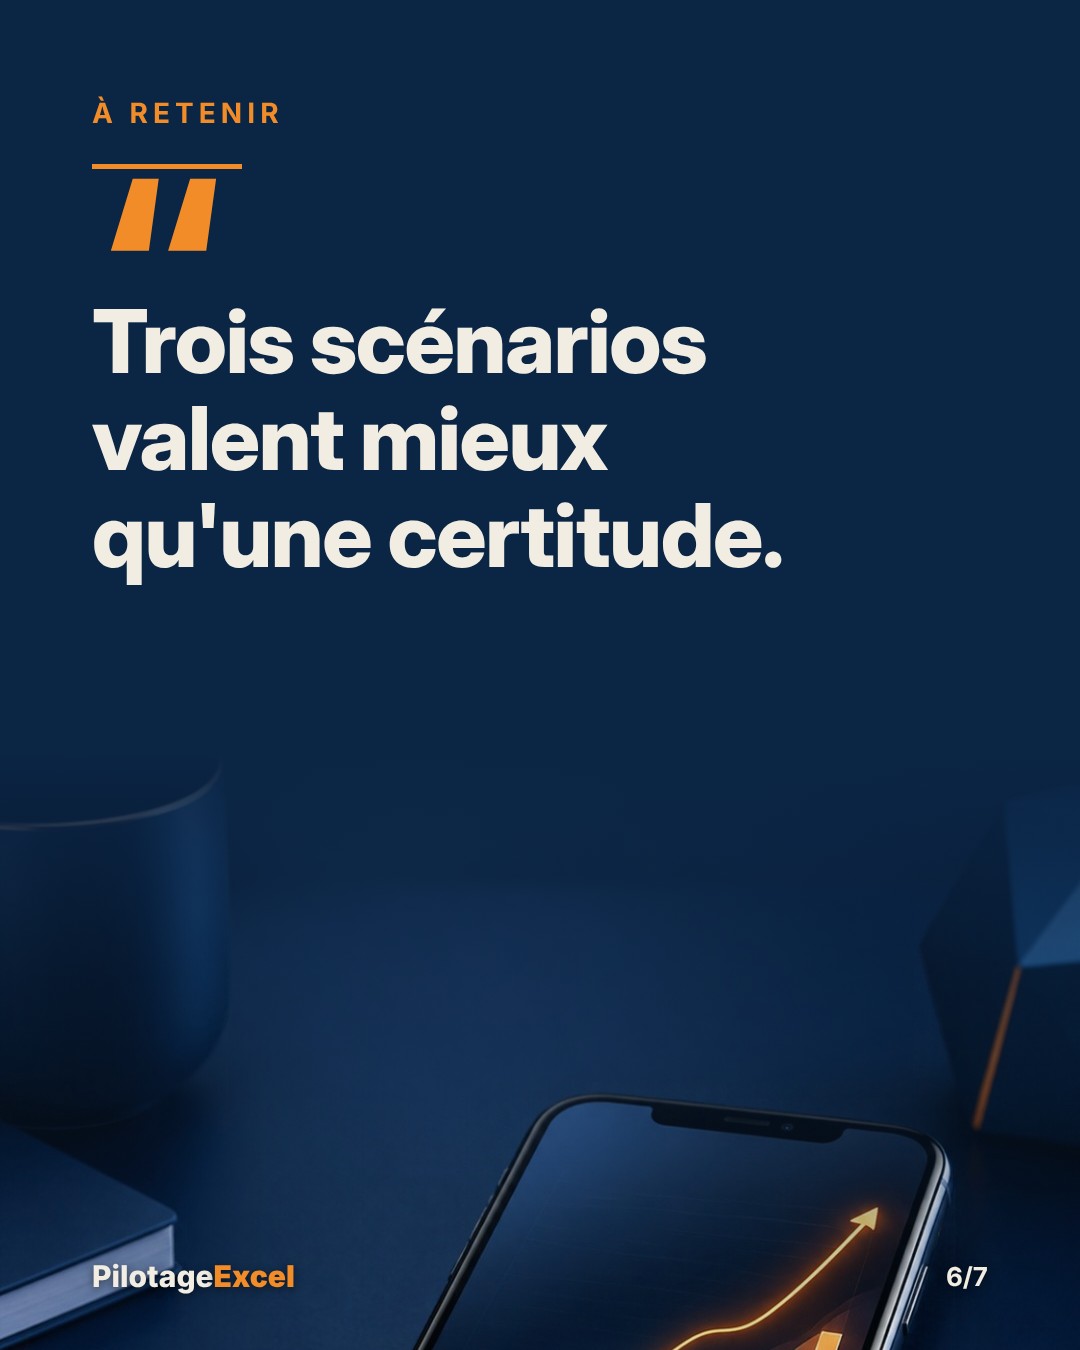 À RETENIR
"
Trois scénarios
valent mieux
qu'une certitude.
PilotageExcel
6/7